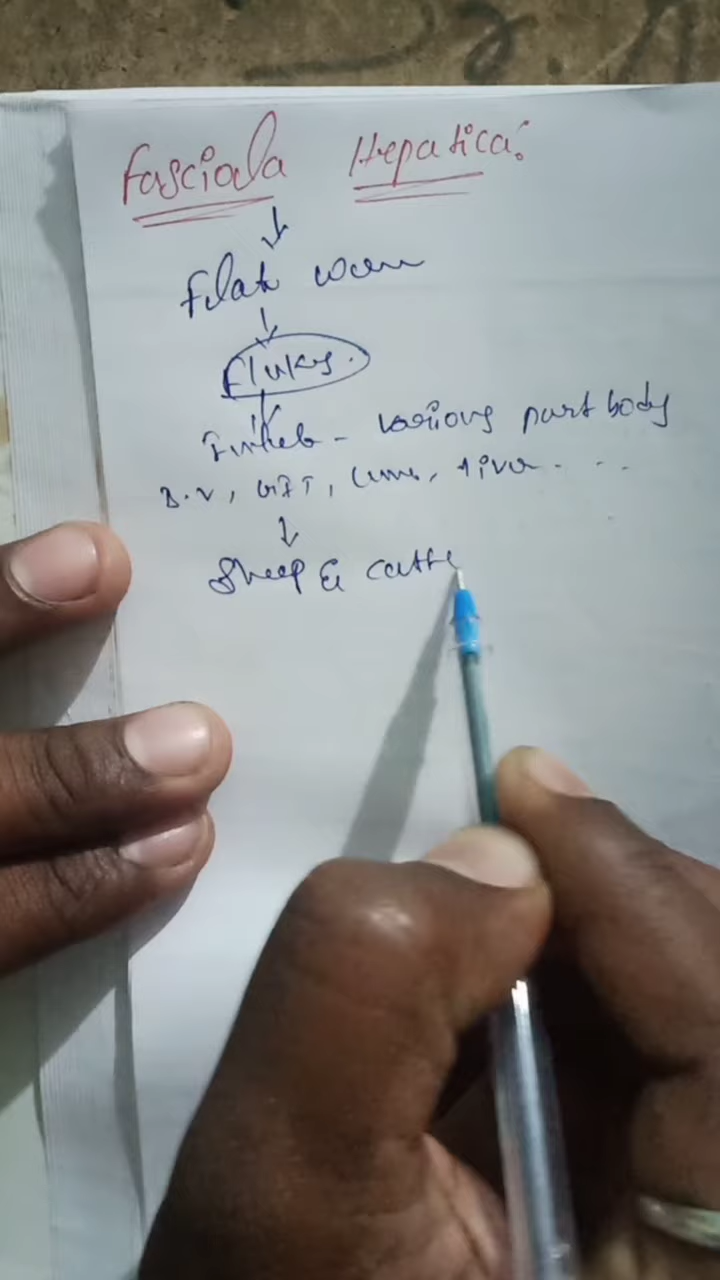 Fasciola Hepatica:
Flat worm
Flukes.
Infect - various part body
B.V, GIT, Lung, liver. . .
Sheep & cattle